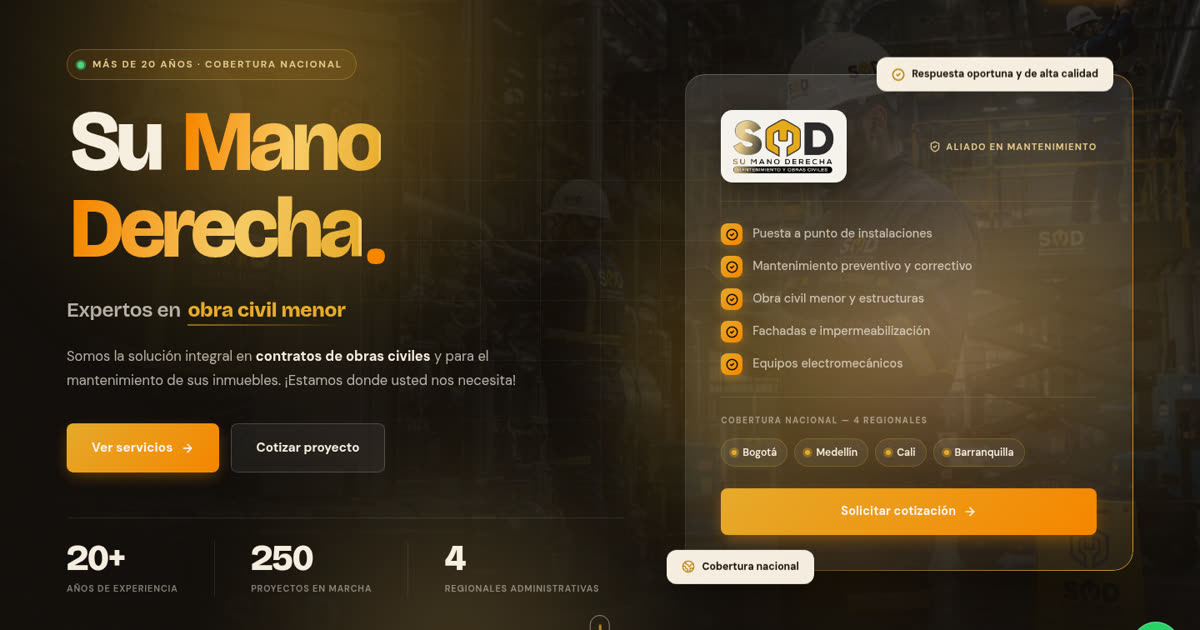 MÁS DE 20 AÑOS · COBERTURA NACIONAL
Su Mano
Derecha.
Expertos en obra civil menor
Somos la solución integral en contratos de obras civiles y para el
mantenimiento de sus inmuebles. ¡Estamos donde usted nos necesita!
Ver servicios →
Cotizar proyecto
20+
AÑOS DE EXPERIENCIA
250
PROYECTOS EN MARCHA
4
REGIONALES ADMINISTRATIVAS
Respuesta oportuna y de alta calidad
SMD
SU MANO DERECHA
MANTENIMIENTO Y OBRAS CIVILES
ALIADO EN MANTENIMIENTO
Puesta a punto de instalaciones
Mantenimiento preventivo y correctivo
Obra civil menor y estructuras
Fachadas e impermeabilización
Equipos electromecánicos
COBERTURA NACIONAL — 4 REGIONALES
Bogotá
Medellín
Cali
Barranquilla
Solicitar cotización →
Cobertura nacional
SMD
SMD